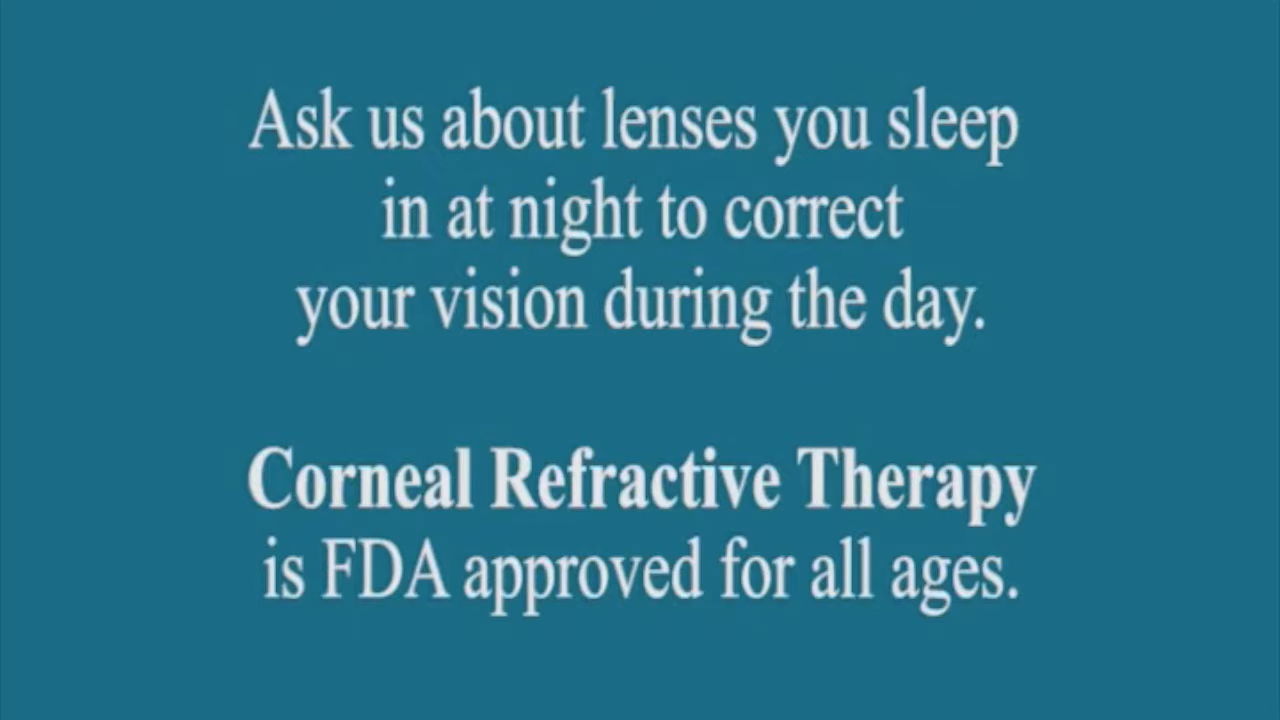 Ask us about lenses you sleep
in at night to correct
your vision during the day.
Corneal Refractive Therapy
is FDA approved for all ages.